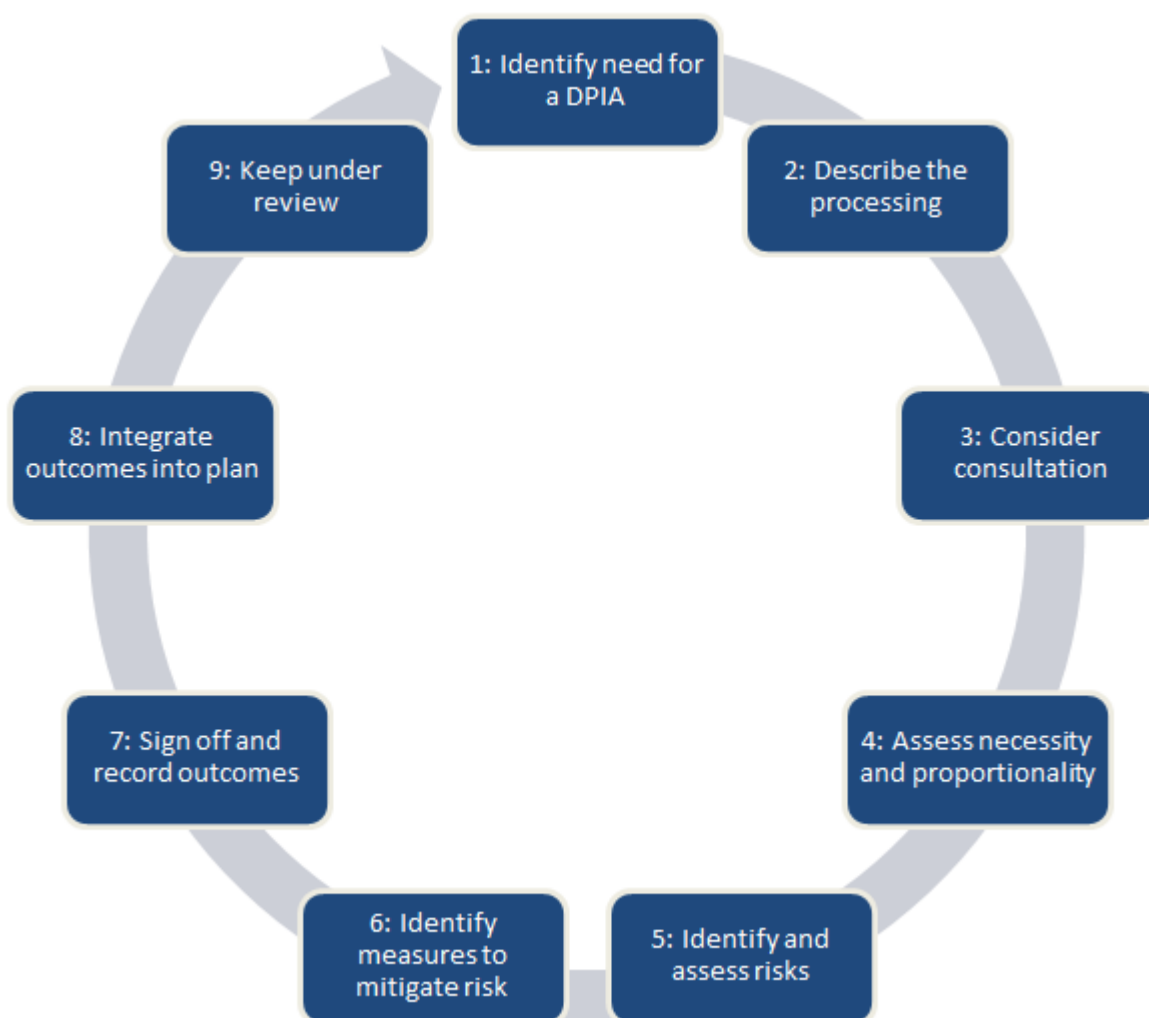 1: Identify need for
a DPIA
2: Describe the
processing
3: Consider
consultation
4: Assess necessity
and proportionality
5: Identify and
assess risks
6: Identify
measures to
mitigate risk
7: Sign off and
record outcomes
8: Integrate
outcomes into plan
9: Keep under
review